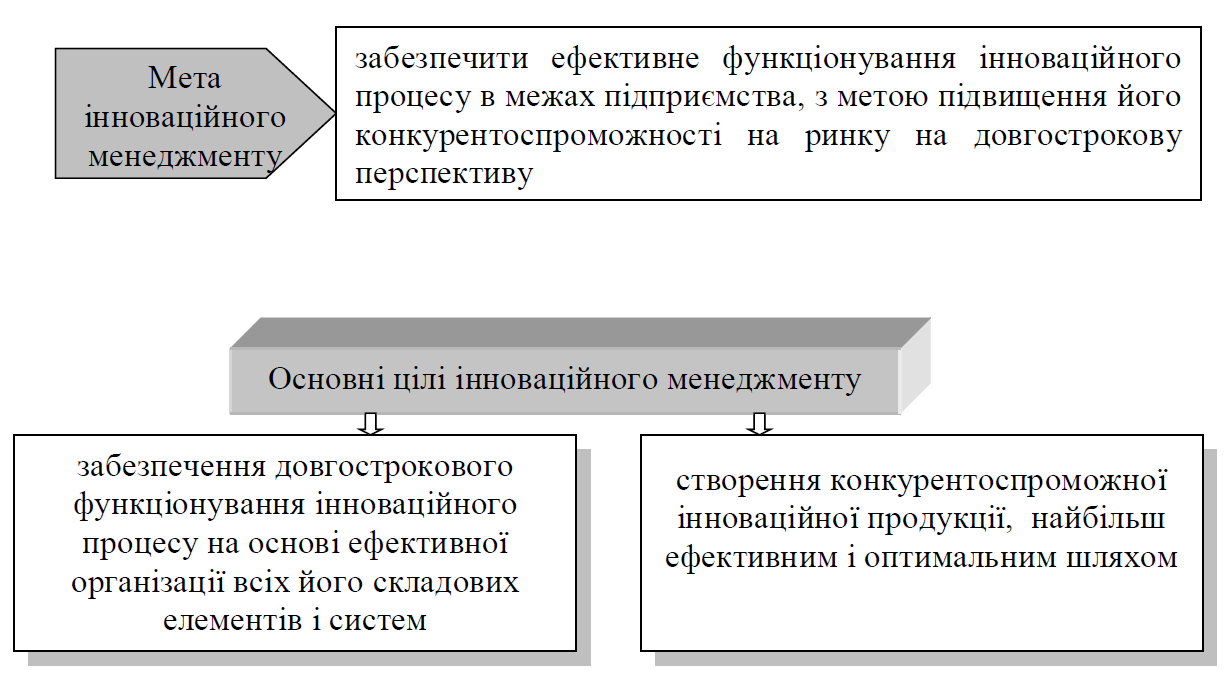 Мета
інноваційного
менеджменту
забезпечити ефективне функціонування інноваційного
процесу в межах підприємства, з метою підвищення його
конкурентоспроможності на ринку на довгострокову
перспективу
Основні цілі інноваційного менеджменту
забезпечення довгострокового
функціонування інноваційного
процесу на основі ефективної
організації всіх його складових
елементів і систем
створення конкурентоспроможної
інноваційної продукції, найбільш
ефективним і оптимальним шляхом